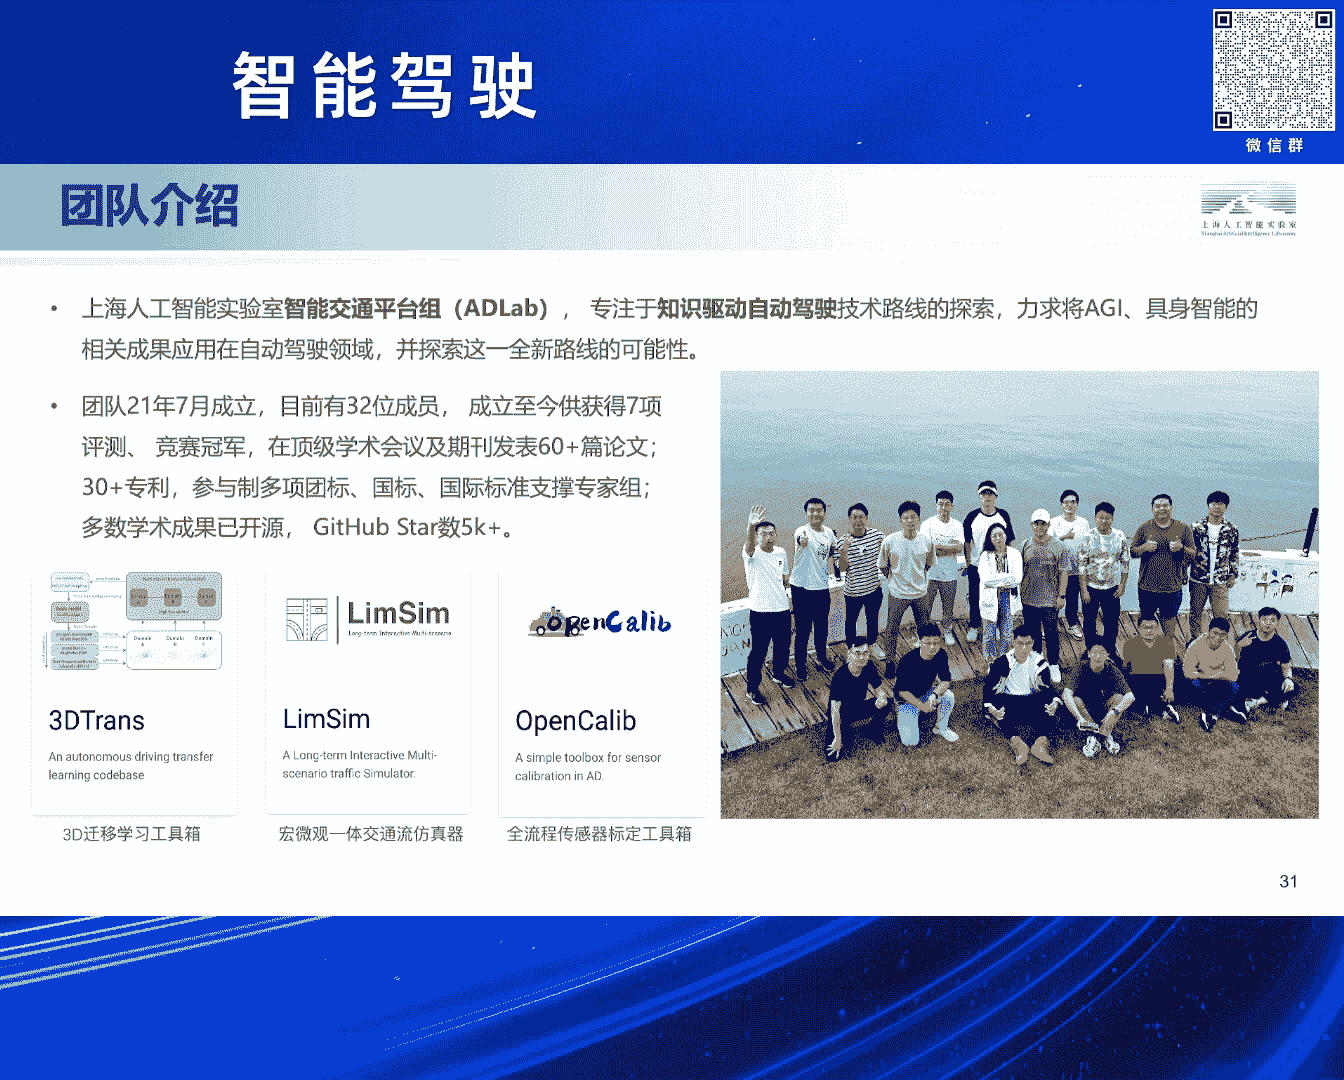 智能驾驶
微信群
团队介绍
上海人工智能实验室
Shanghai Artificial Intelligence Laboratory
• 上海人工智能实验室智能交通平台组（ADLab）， 专注于知识驱动自动驾驶技术路线的探索，力求将AGI、具身智能的
相关成果应用在自动驾驶领域，并探索这一全新路线的可能性。
• 团队21年7月成立，目前有32位成员， 成立至今供获得7项
评测、 竞赛冠军，在顶级学术会议及期刊发表60+篇论文；
30+专利，参与制多项团标、国标、国际标准支撑专家组；
多数学术成果已开源， GitHub Star数5k+。
Domain A
Domain B
Domain C
3DTrans
An autonomous driving transfer
learning codebase
3D迁移学习工具箱
LimSim
Long-term Interactive Multi-scenario
LimSim
A Long-term Interactive Multi-
scenario traffic Simulator.
宏微观一体交通流仿真器
OpenCalib
OpenCalib
A simple toolbox for sensor
calibration in AD.
全流程传感器标定工具箱
31